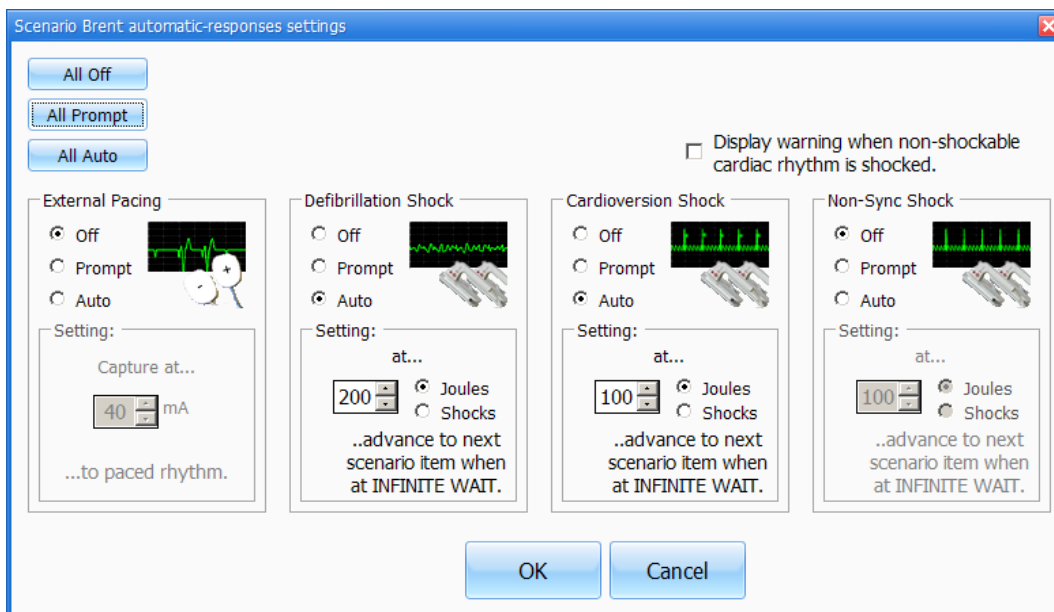 Scenario Brent automatic-responses settings
All Off
All Prompt
All Auto
Display warning when non-shockable
cardiac rhythm is shocked.
External Pacing
Off
Prompt
Auto
Setting:
Capture at...
40 mA
...to paced rhythm.
Defibrillation Shock
Off
Prompt
Auto
Setting:
at...
200 Joules
Shocks
..advance to next
scenario item when
at INFINITE WAIT.
Cardioversion Shock
Off
Prompt
Auto
Setting:
at...
100 Joules
Shocks
..advance to next
scenario item when
at INFINITE WAIT.
Non-Sync Shock
Off
Prompt
Auto
Setting:
at...
100 Joules
Shocks
..advance to next
scenario item when
at INFINITE WAIT.
OK
Cancel